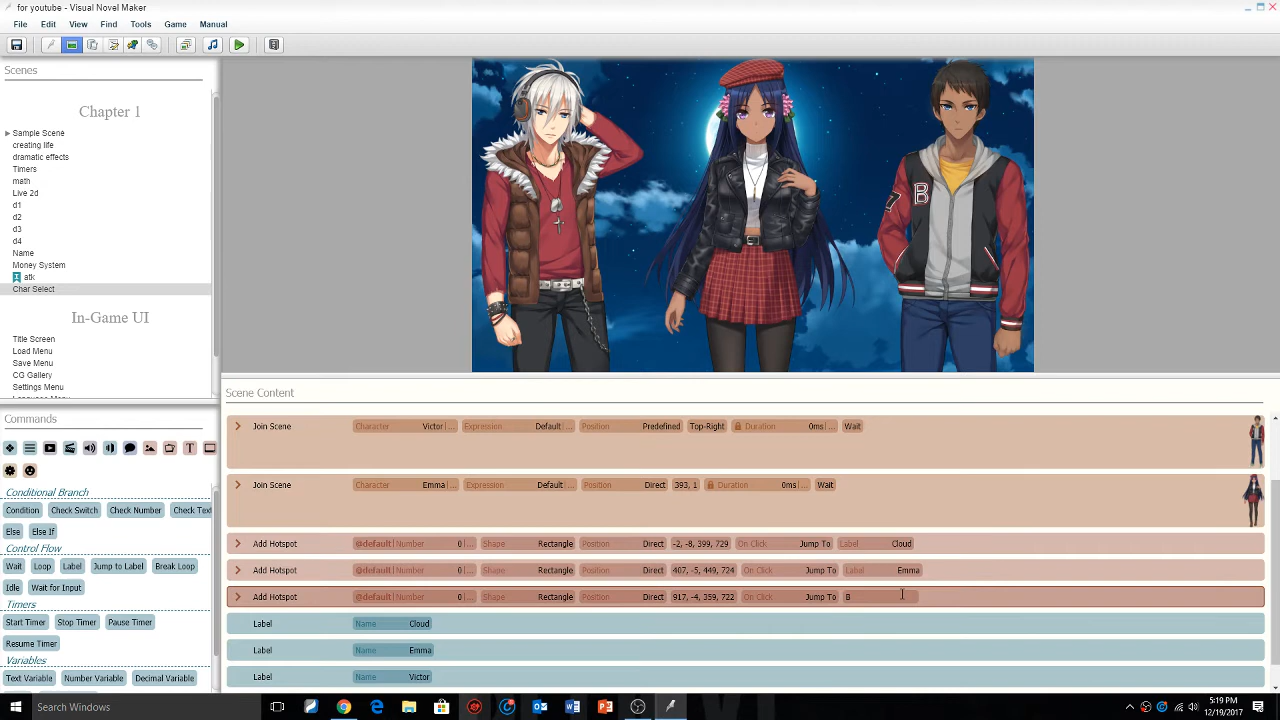 for youtube - Visual Novel Maker
File Edit View Find Tools Game Manual
Scenes
Chapter 1
Sample Scene
creating life
dramatic effects
Timers
math
Live 2d
d1
d2
d3
d4
Name
Money System
I atk
Char Select
In-Game UI
Title Screen
Load Menu
Save Menu
CG Gallery
Settings Menu
B
Commands
Conditional Branch
Condition Check Switch Check Number Check Text
Else Else If
Control Flow
Wait Loop Label Jump to Label Break Loop
Idle Wait for Input
Timers
Start Timer Stop Timer Pause Timer
Resume Timer
Variables
Text Variable Number Variable Decimal Variable
Scene Content
Join Scene Character Victor|... Expression Default|... Position Predefined Top-Right Duration 0ms|... Wait
Join Scene Character Emma|... Expression Default|... Position Direct 393, 1 Duration 0ms|... Wait
Add Hotspot @default| Number 0|... Shape Rectangle Position Direct -2, -8, 399, 729 On Click Jump To Label Cloud
Add Hotspot @default| Number 0|... Shape Rectangle Position Direct 407, -5, 449, 724 On Click Jump To Label Emma
Add Hotspot @default| Number 0|... Shape Rectangle Position Direct 917, -4, 359, 722 On Click Jump To B
Label Name Cloud
Label Name Emma
Label Name Victor
Search Windows
5:19 PM
12/19/2017